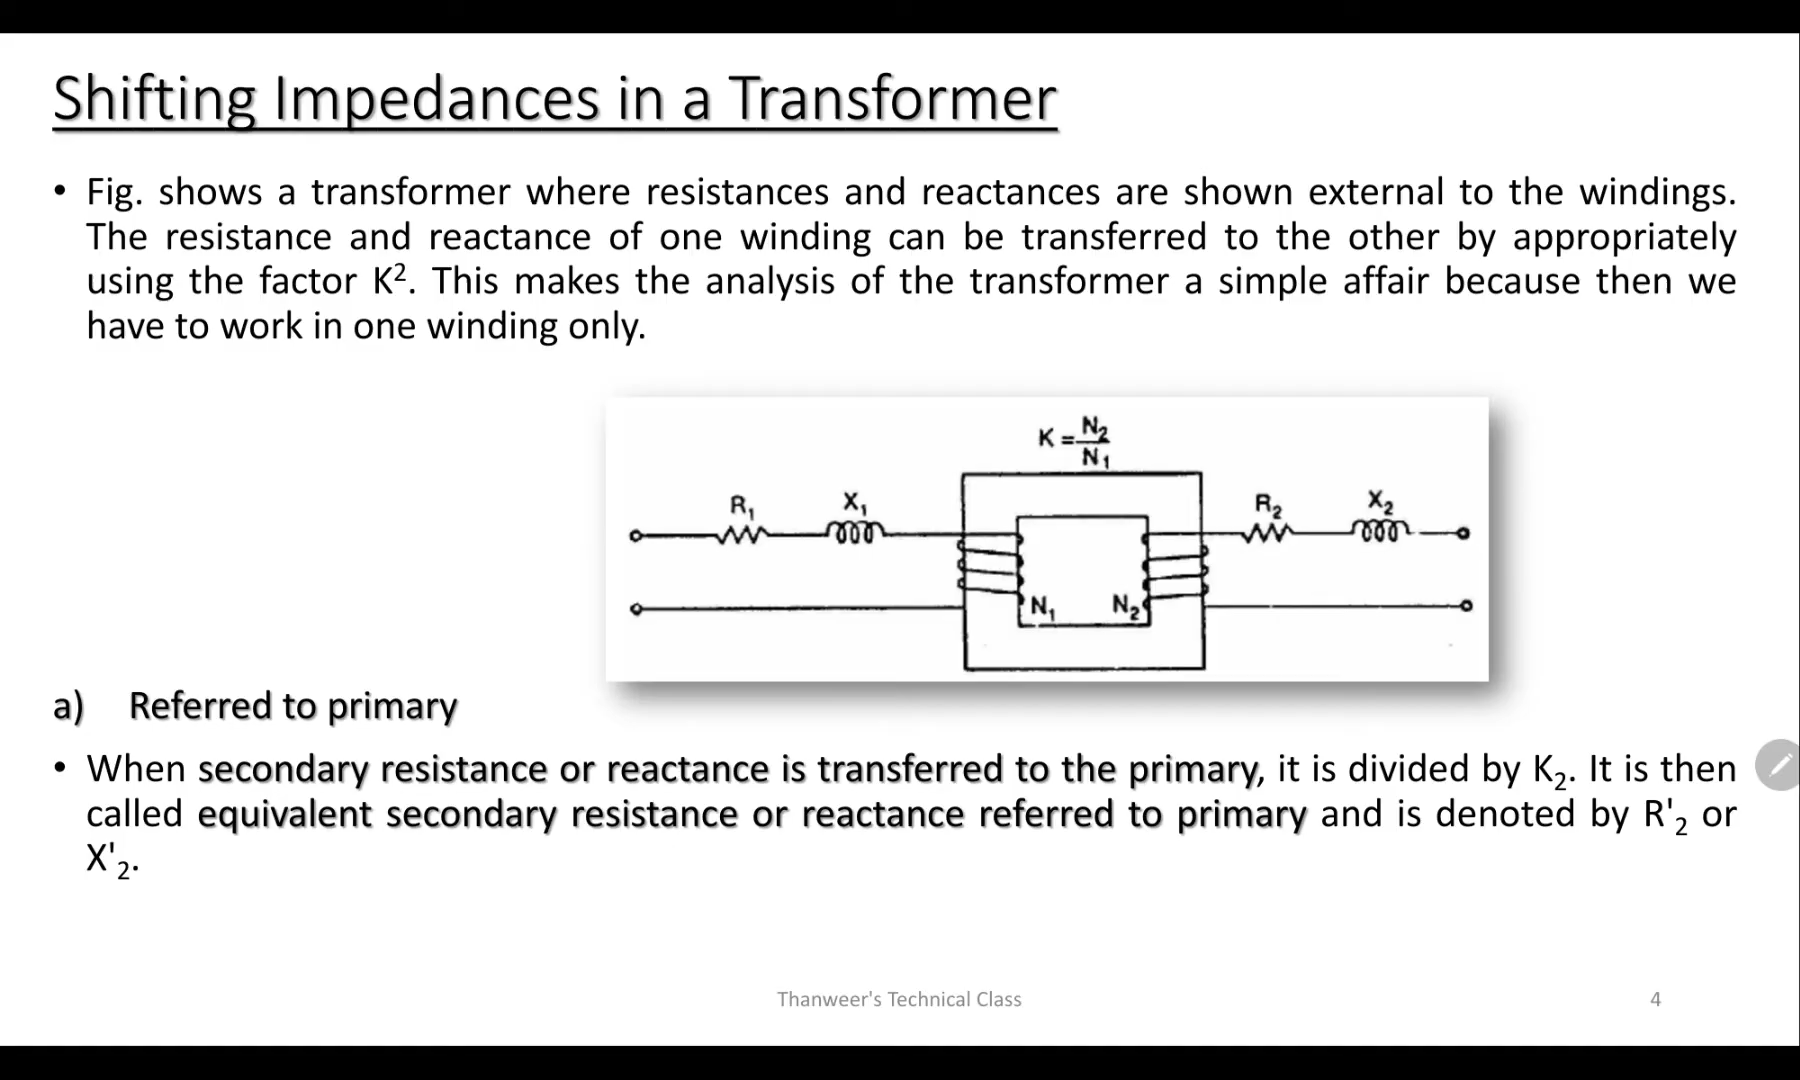 Shifting Impedances in a Transformer
• Fig. shows a transformer where resistances and reactances are shown external to the windings.
The resistance and reactance of one winding can be transferred to the other by appropriately
using the factor K². This makes the analysis of the transformer a simple affair because then we
have to work in one winding only.
K = N₂/N₁
R₁ X₁ R₂ X₂
N₁ N₂
a) Referred to primary
• When secondary resistance or reactance is transferred to the primary, it is divided by K₂. It is then
called equivalent secondary resistance or reactance referred to primary and is denoted by R'₂ or
X'₂.
Thanweer's Technical Class 4